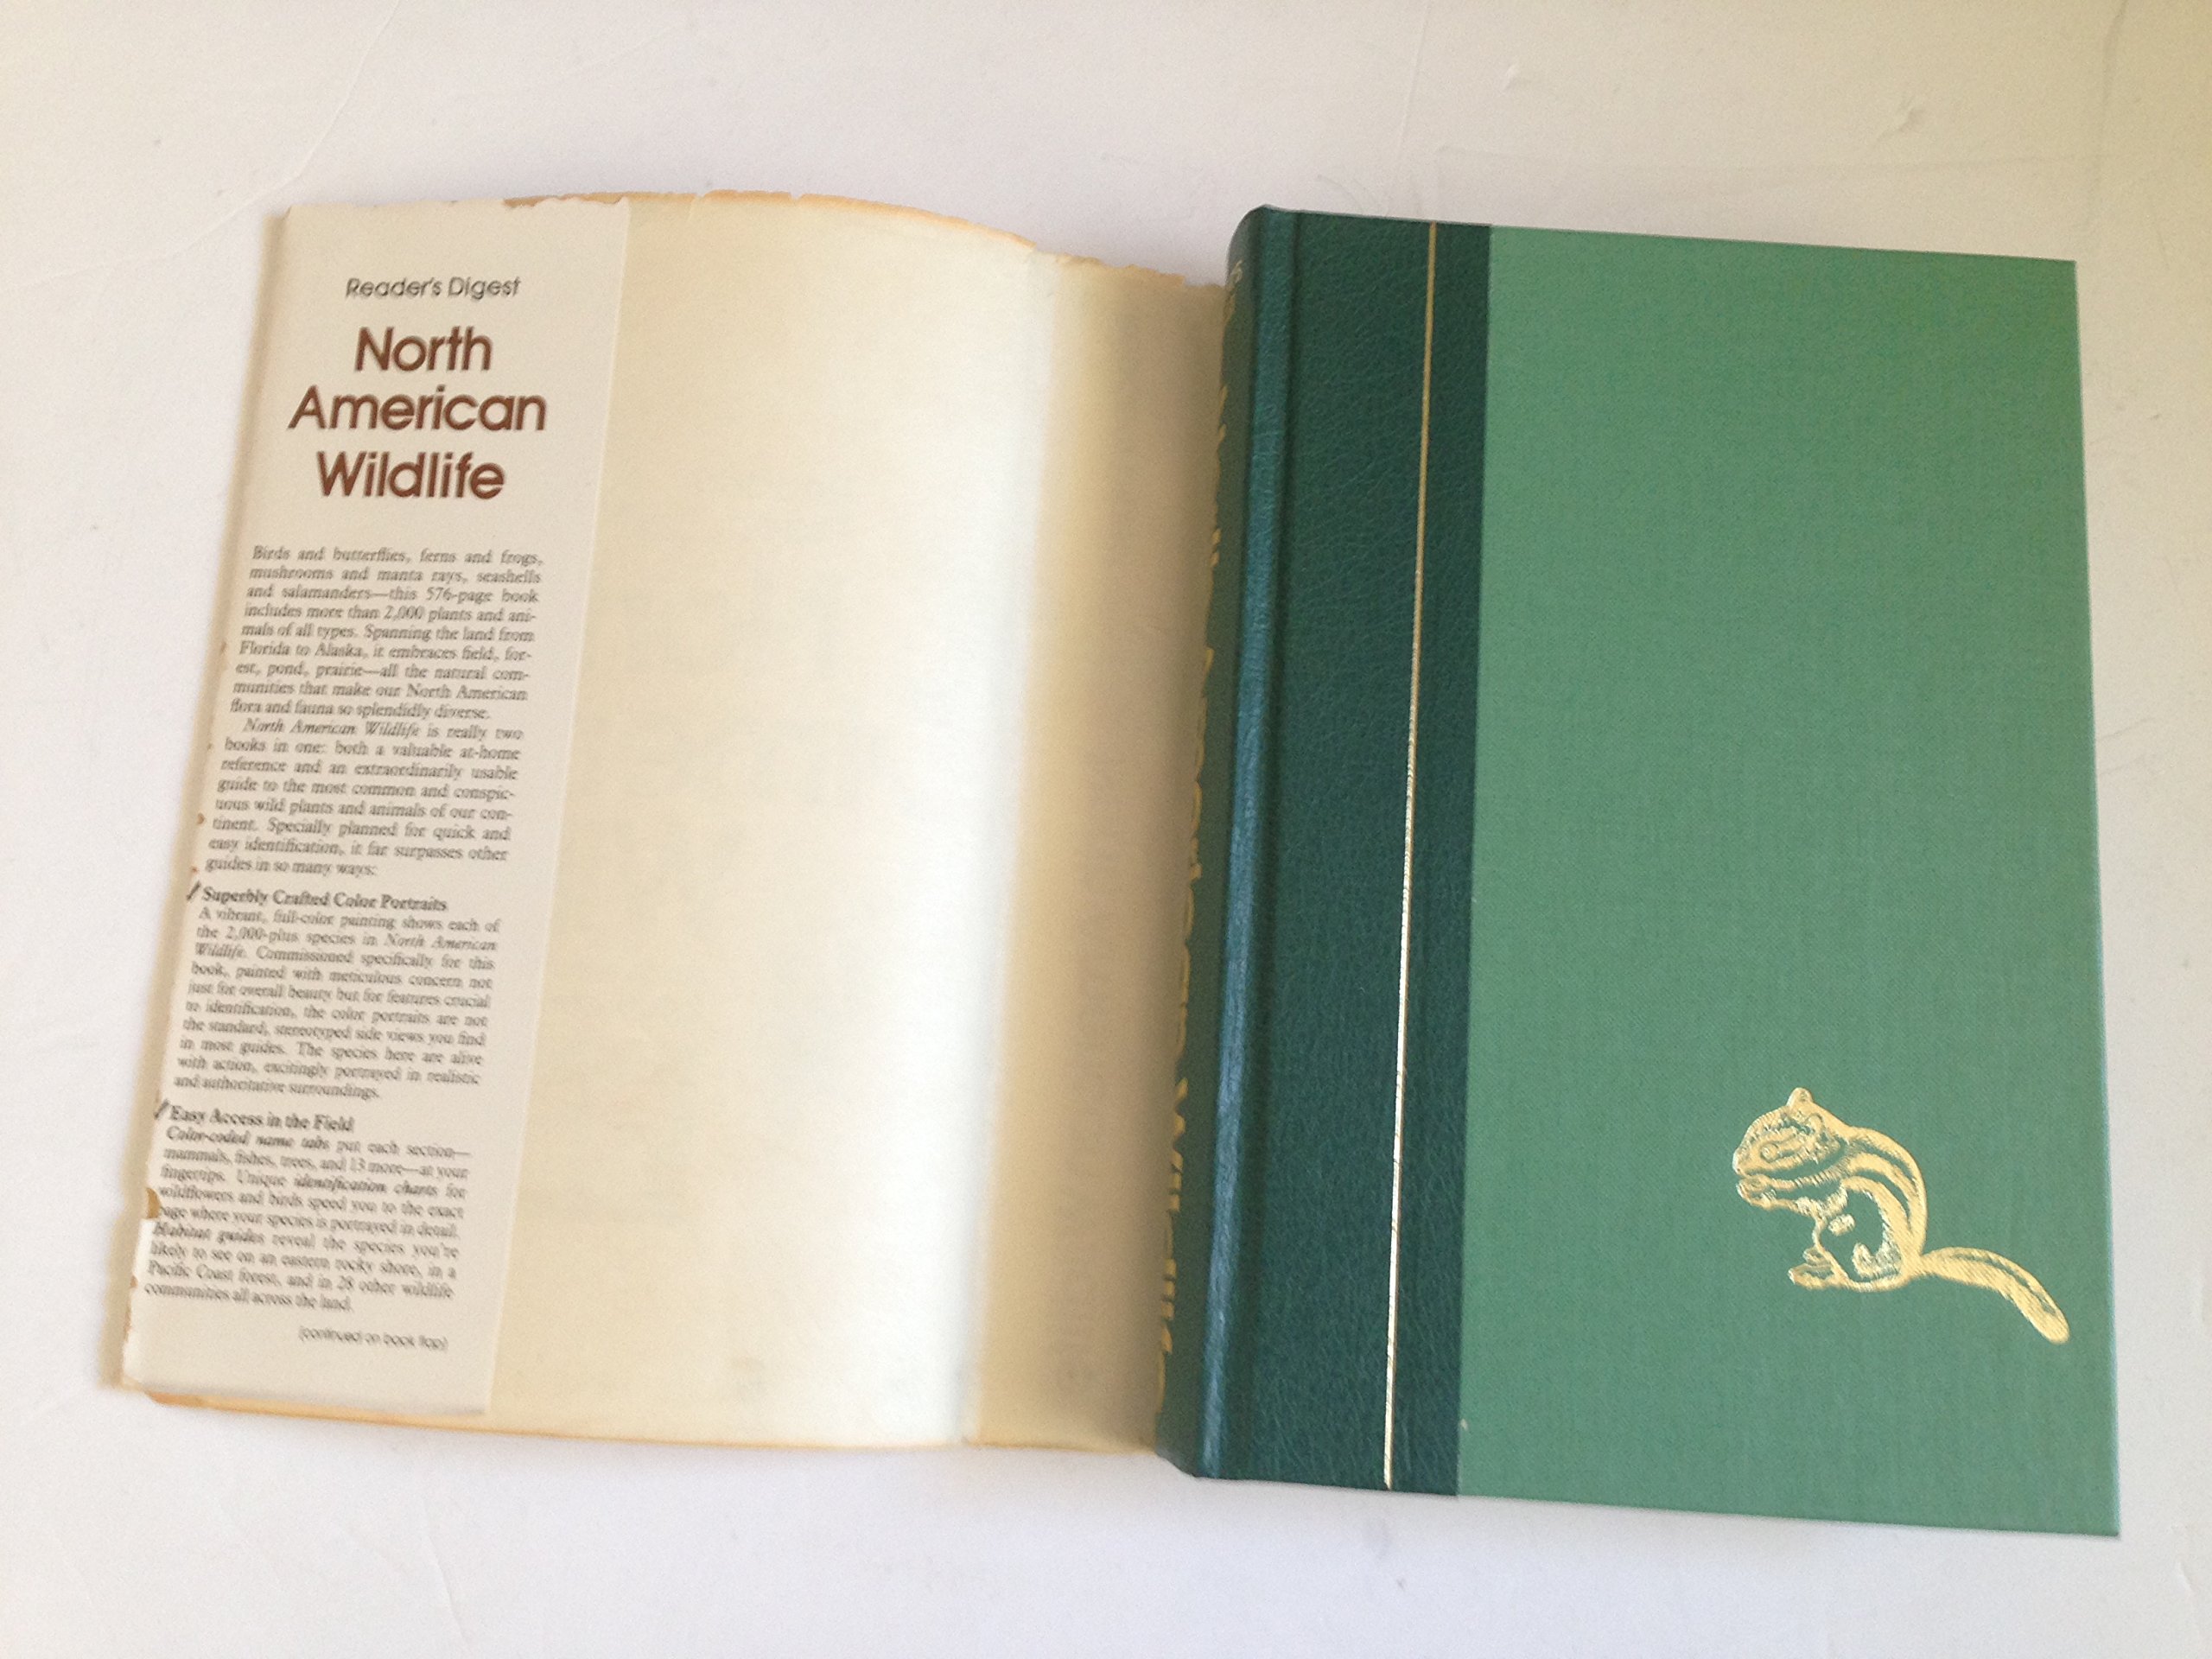 Reader's Digest
North
American
Wildlife
Birds and butterflies, ferns and frogs,
mushrooms and manta rays, seashells
and salamanders—this 576-page book
includes more than 2,000 plants and ani-
mals of all types. Spanning the land from
Florida to Alaska, it embraces field, for-
est, pond, prairie—all the natural com-
munities that make our North American
flora and fauna so splendidly diverse.
North American Wildlife is really two
books in one: both a valuable at-home
reference and an extraordinarily usable
guide to the most common and conspic-
uous wild plants and animals of our con-
tinent. Specially planned for quick and
easy identification, it far surpasses other
guides in so many ways:
✓ Superbly Crafted Color Portraits
A vibrant, full-color painting shows each of
the 2,000-plus species in North American
Wildlife. Commissioned specifically for this
book, painted with meticulous concern not
just for overall beauty but for features crucial
to identification, the color portraits are not
the standard, stereotyped side views you find
in most guides. The species here are alive
with action, excitingly portrayed in realistic
and authoritative surroundings.
✓ Easy Access in the Field
Color-coded name tabs put each section—
mammals, fishes, trees, and 13 more—at your
fingertips. Unique identification charts for
wildflowers and birds speed you to the exact
page where your species is portrayed in detail.
Habitat guides reveal the species you're
likely to see on an eastern rocky shore, in a
Pacific Coast forest, and in 28 other wildlife
communities all across the land.
(continued on back flap)